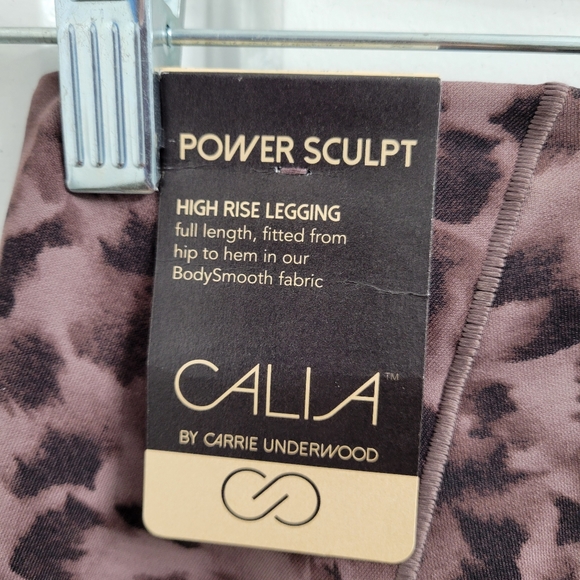 POWER SCULPT
HIGH RISE LEGGING
full length, fitted from
hip to hem in our
BodySmooth fabric
CALIA™
BY CARRIE UNDERWOOD